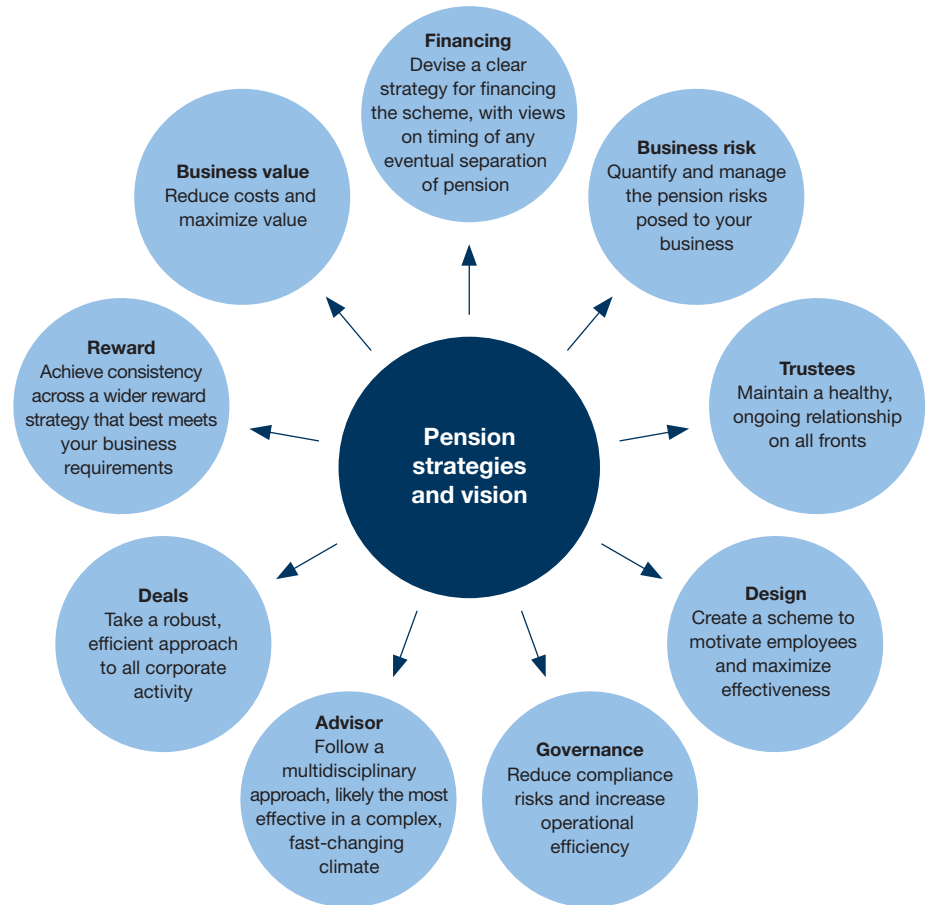 Financing
Devise a clear
strategy for financing
the scheme, with views
on timing of any
eventual separation
of pension
Business risk
Quantify and manage
the pension risks
posed to your
business
Trustees
Maintain a healthy,
ongoing relationship
on all fronts
Design
Create a scheme to
motivate employees
and maximize
effectiveness
Governance
Reduce compliance
risks and increase
operational
efficiency
Advisor
Follow a
multidisciplinary
approach, likely the most
effective in a complex,
fast-changing
climate
Deals
Take a robust,
efficient approach
to all corporate
activity
Reward
Achieve consistency
across a wider reward
strategy that best meets
your business
requirements
Business value
Reduce costs and
maximize value
Pension
strategies
and vision